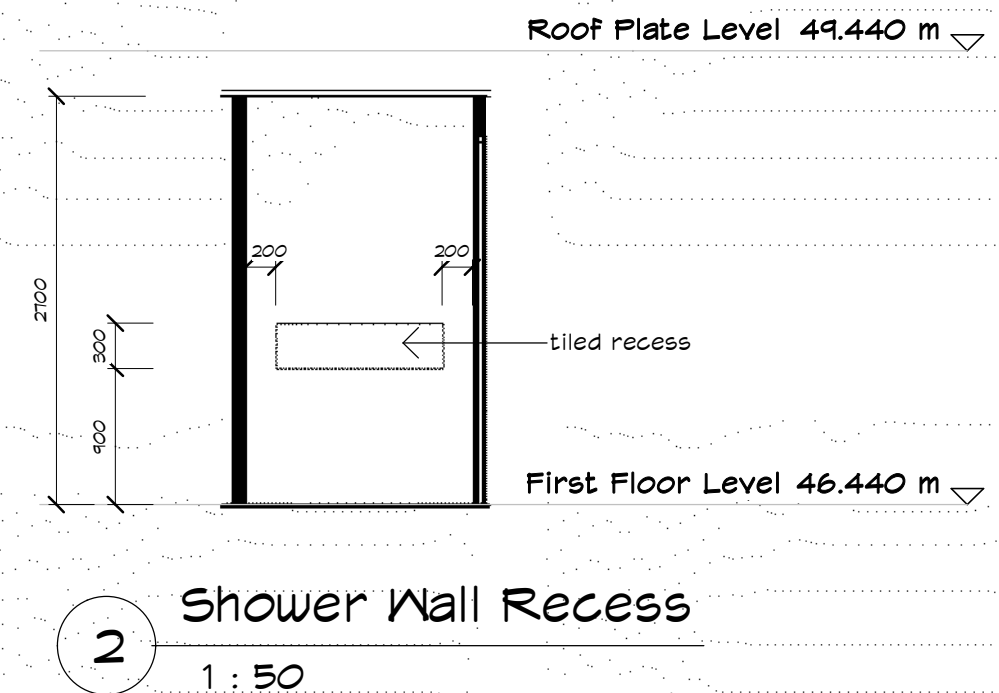 Roof Plate Level 49.440 m
200 200
2700
300
tiled recess
900
First Floor Level 46.440 m
2
Shower Wall Recess
1 : 50